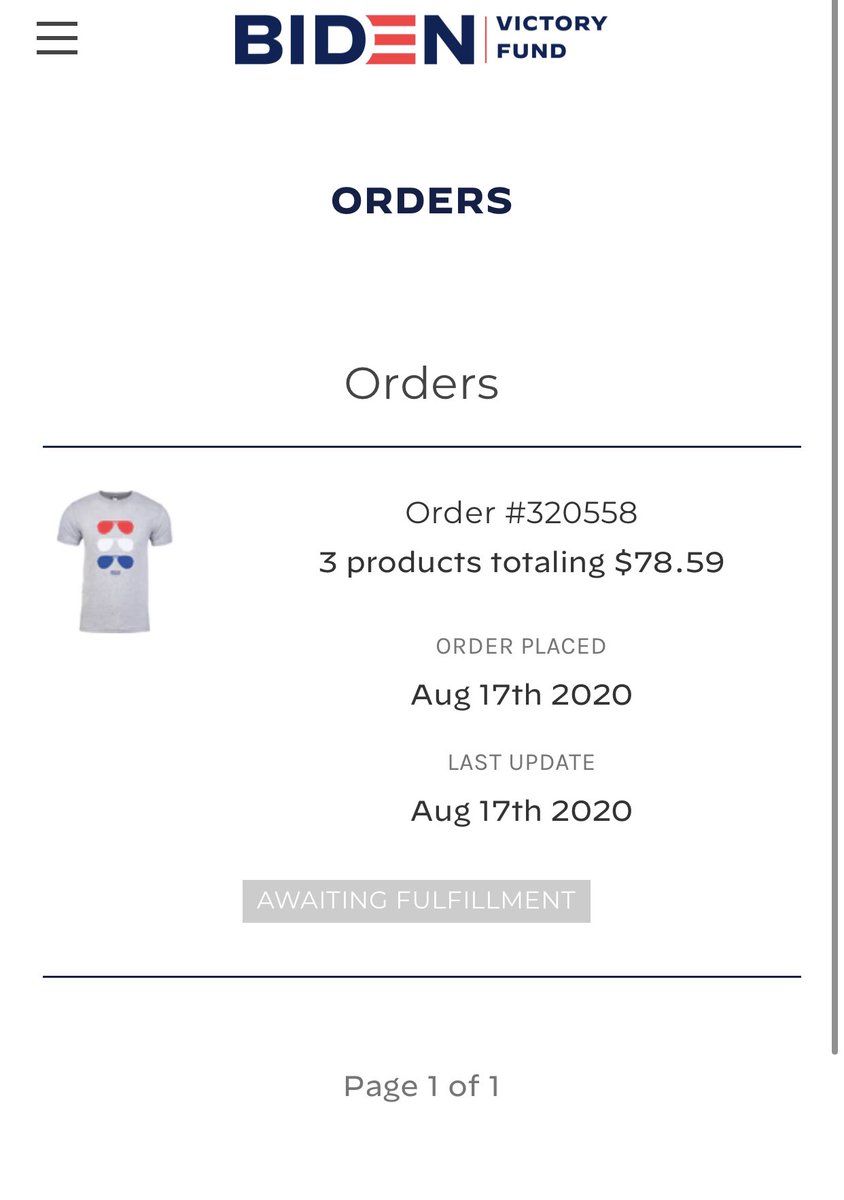 BIDEN VICTORY
FUND
ORDERS
Orders
Order #320558
3 products totaling $78.59
ORDER PLACED
Aug 17th 2020
LAST UPDATE
Aug 17th 2020
AWAITING FULFILLMENT
Page 1 of 1